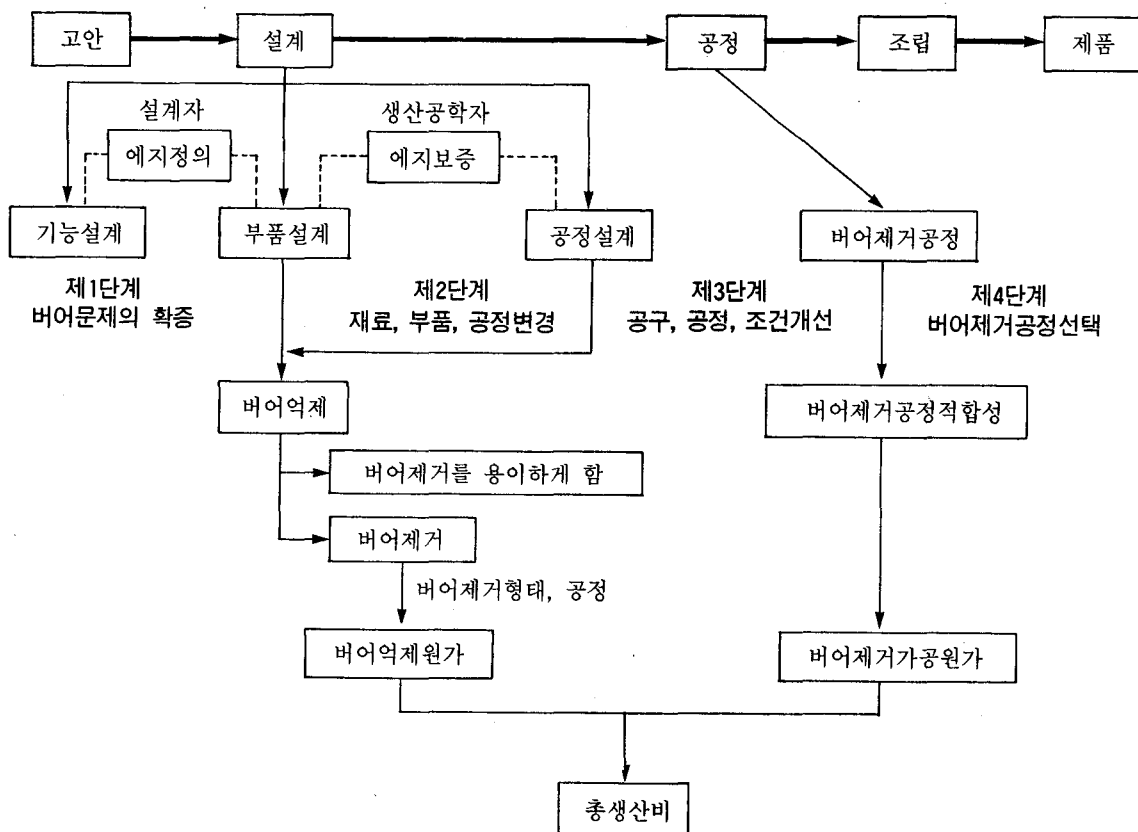 고안
설계
공정
조립
제품
설계자
생산공학자
에지정의
에지보증
기능설계
부품설계
공정설계
버어제거공정
제1단계
버어문제의 확증
제2단계
재료, 부품, 공정변경
제3단계
공구, 공정, 조건개선
제4단계
버어제거공정선택
버어억제
버어제거공정적합성
버어제거를 용이하게 함
버어제거
버어제거형태, 공정
버어억제원가
버어제거가공원가
총생산비